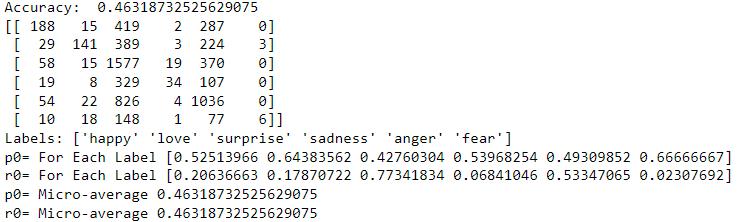 Accuracy:  0.46318732525629075
[[ 188   15  419    2  287    0]
 [  29  141  389    3  224    3]
 [  58   15 1577   19  370    0]
 [  19    8  329   34  107    0]
 [  54   22  826    4 1036    0]
 [  10   18  148    1   77    6]]
Labels: ['happy' 'love' 'surprise' 'sadness' 'anger' 'fear']
p0= For Each Label [0.52513966 0.64383562 0.42760304 0.53968254 0.49309852 0.66666667]
r0= For Each Label [0.20636663 0.17870722 0.77341834 0.06841046 0.53347065 0.02307692]
p0= Micro-average 0.46318732525629075
r0= Micro-average 0.46318732525629075